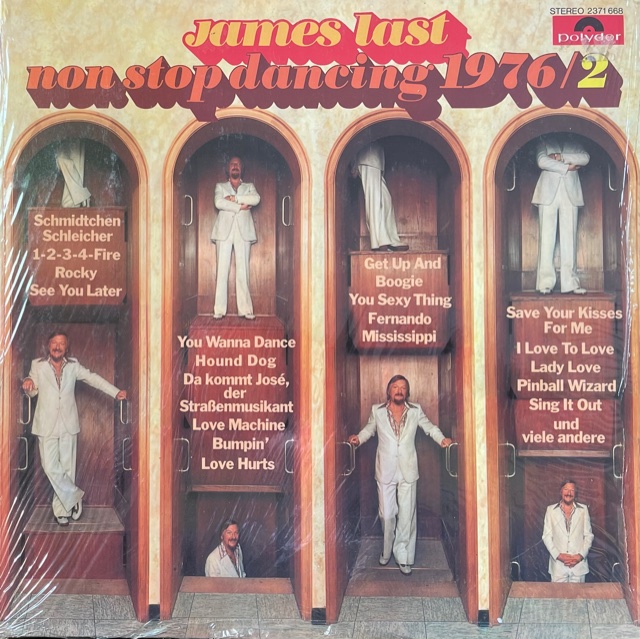 STEREO 2371 668
polydor
james last
non stop dancing 1976/2
Schmidtchen
Schleicher
1-2-3-4-Fire
Rocky
See You Later
You Wanna Dance
Hound Dog
Da kommt José,
der
Straßenmusikant
Love Machine
Bumpin'
Love Hurts
Get Up And
Boogie
You Sexy Thing
Fernando
Mississippi
Save Your Kisses
For Me
I Love To Love
Lady Love
Pinball Wizard
Sing It Out
und
viele andere